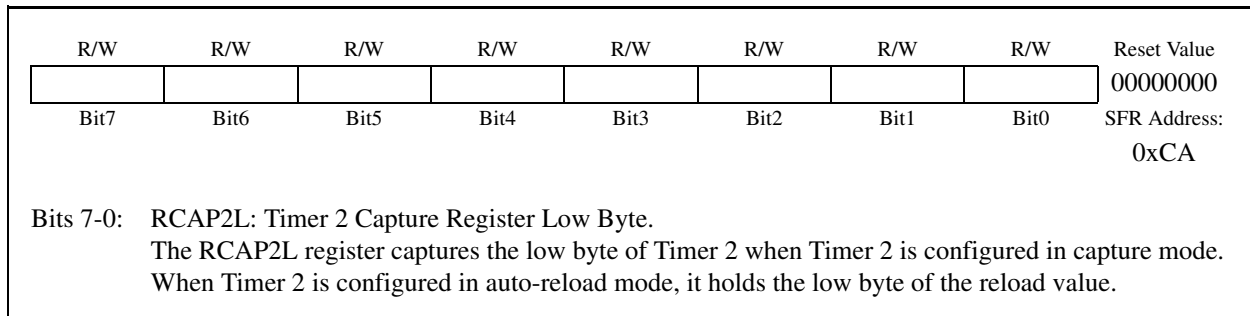 R/W R/W R/W R/W R/W R/W R/W R/W Reset Value
00000000
Bit7 Bit6 Bit5 Bit4 Bit3 Bit2 Bit1 Bit0 SFR Address:
0xCA
Bits 7-0: RCAP2L: Timer 2 Capture Register Low Byte.
The RCAP2L register captures the low byte of Timer 2 when Timer 2 is configured in capture mode.
When Timer 2 is configured in auto-reload mode, it holds the low byte of the reload value.